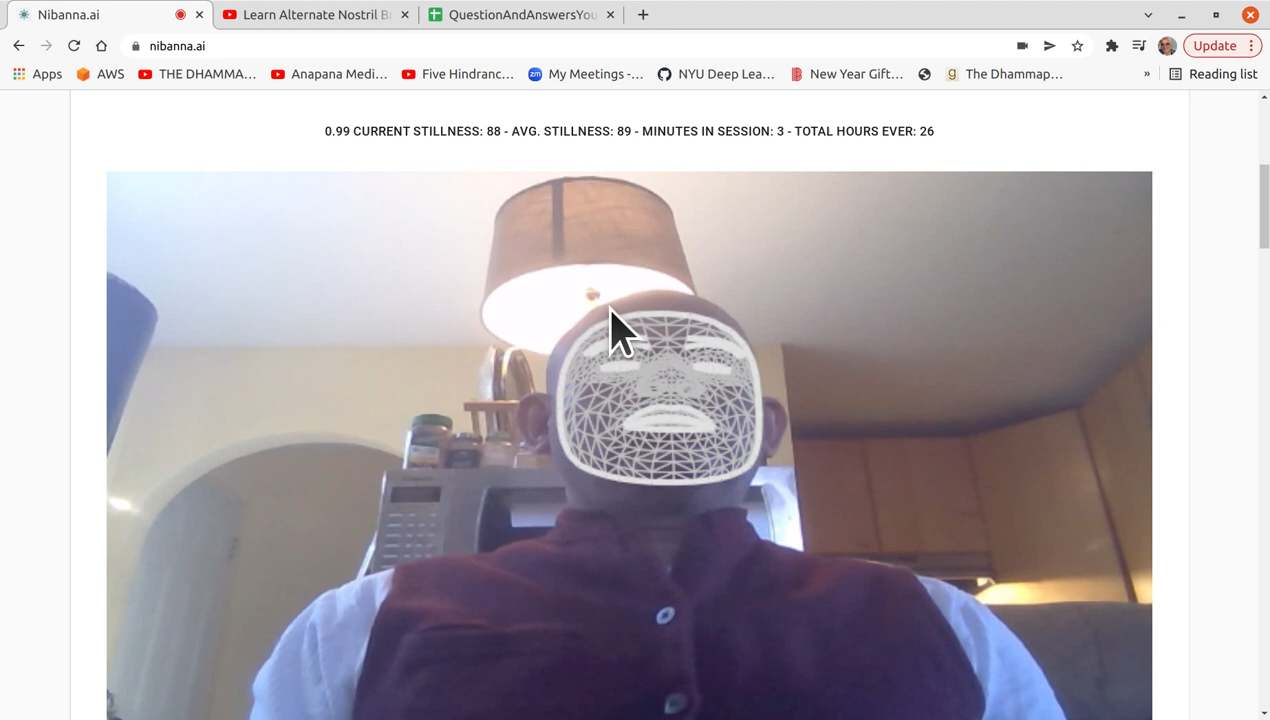 Nibanna.ai
Learn Alternate Nostril B
QuestionAndAnswersYou
nibanna.ai
Update
Apps
AWS
THE DHAMMA...
Anapana Medi...
Five Hindranc...
zm My Meetings -...
NYU Deep Lea...
New Year Gift...
g The Dhammap...
»
Reading list
0.99 CURRENT STILLNESS: 88 - AVG. STILLNESS: 89 - MINUTES IN SESSION: 3 - TOTAL HOURS EVER: 26